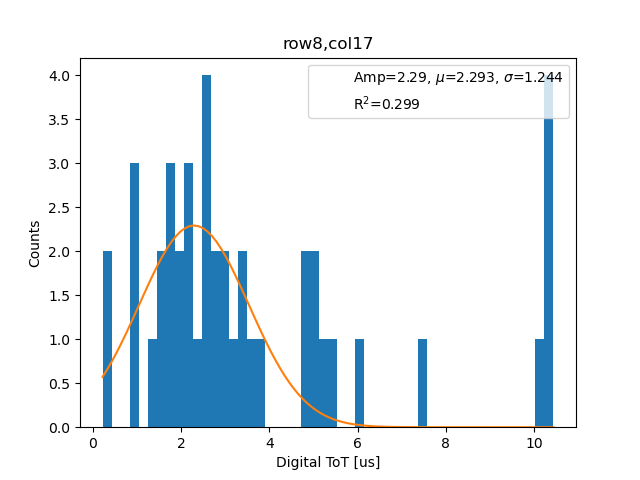 row8,col17
Amp=2.29, μ=2.293, σ=1.244
R²=0.299
4.0
3.5
3.0
2.5
2.0
1.5
1.0
0.5
0.0
Counts
0 2 4 6 8 10
Digital ToT [us]